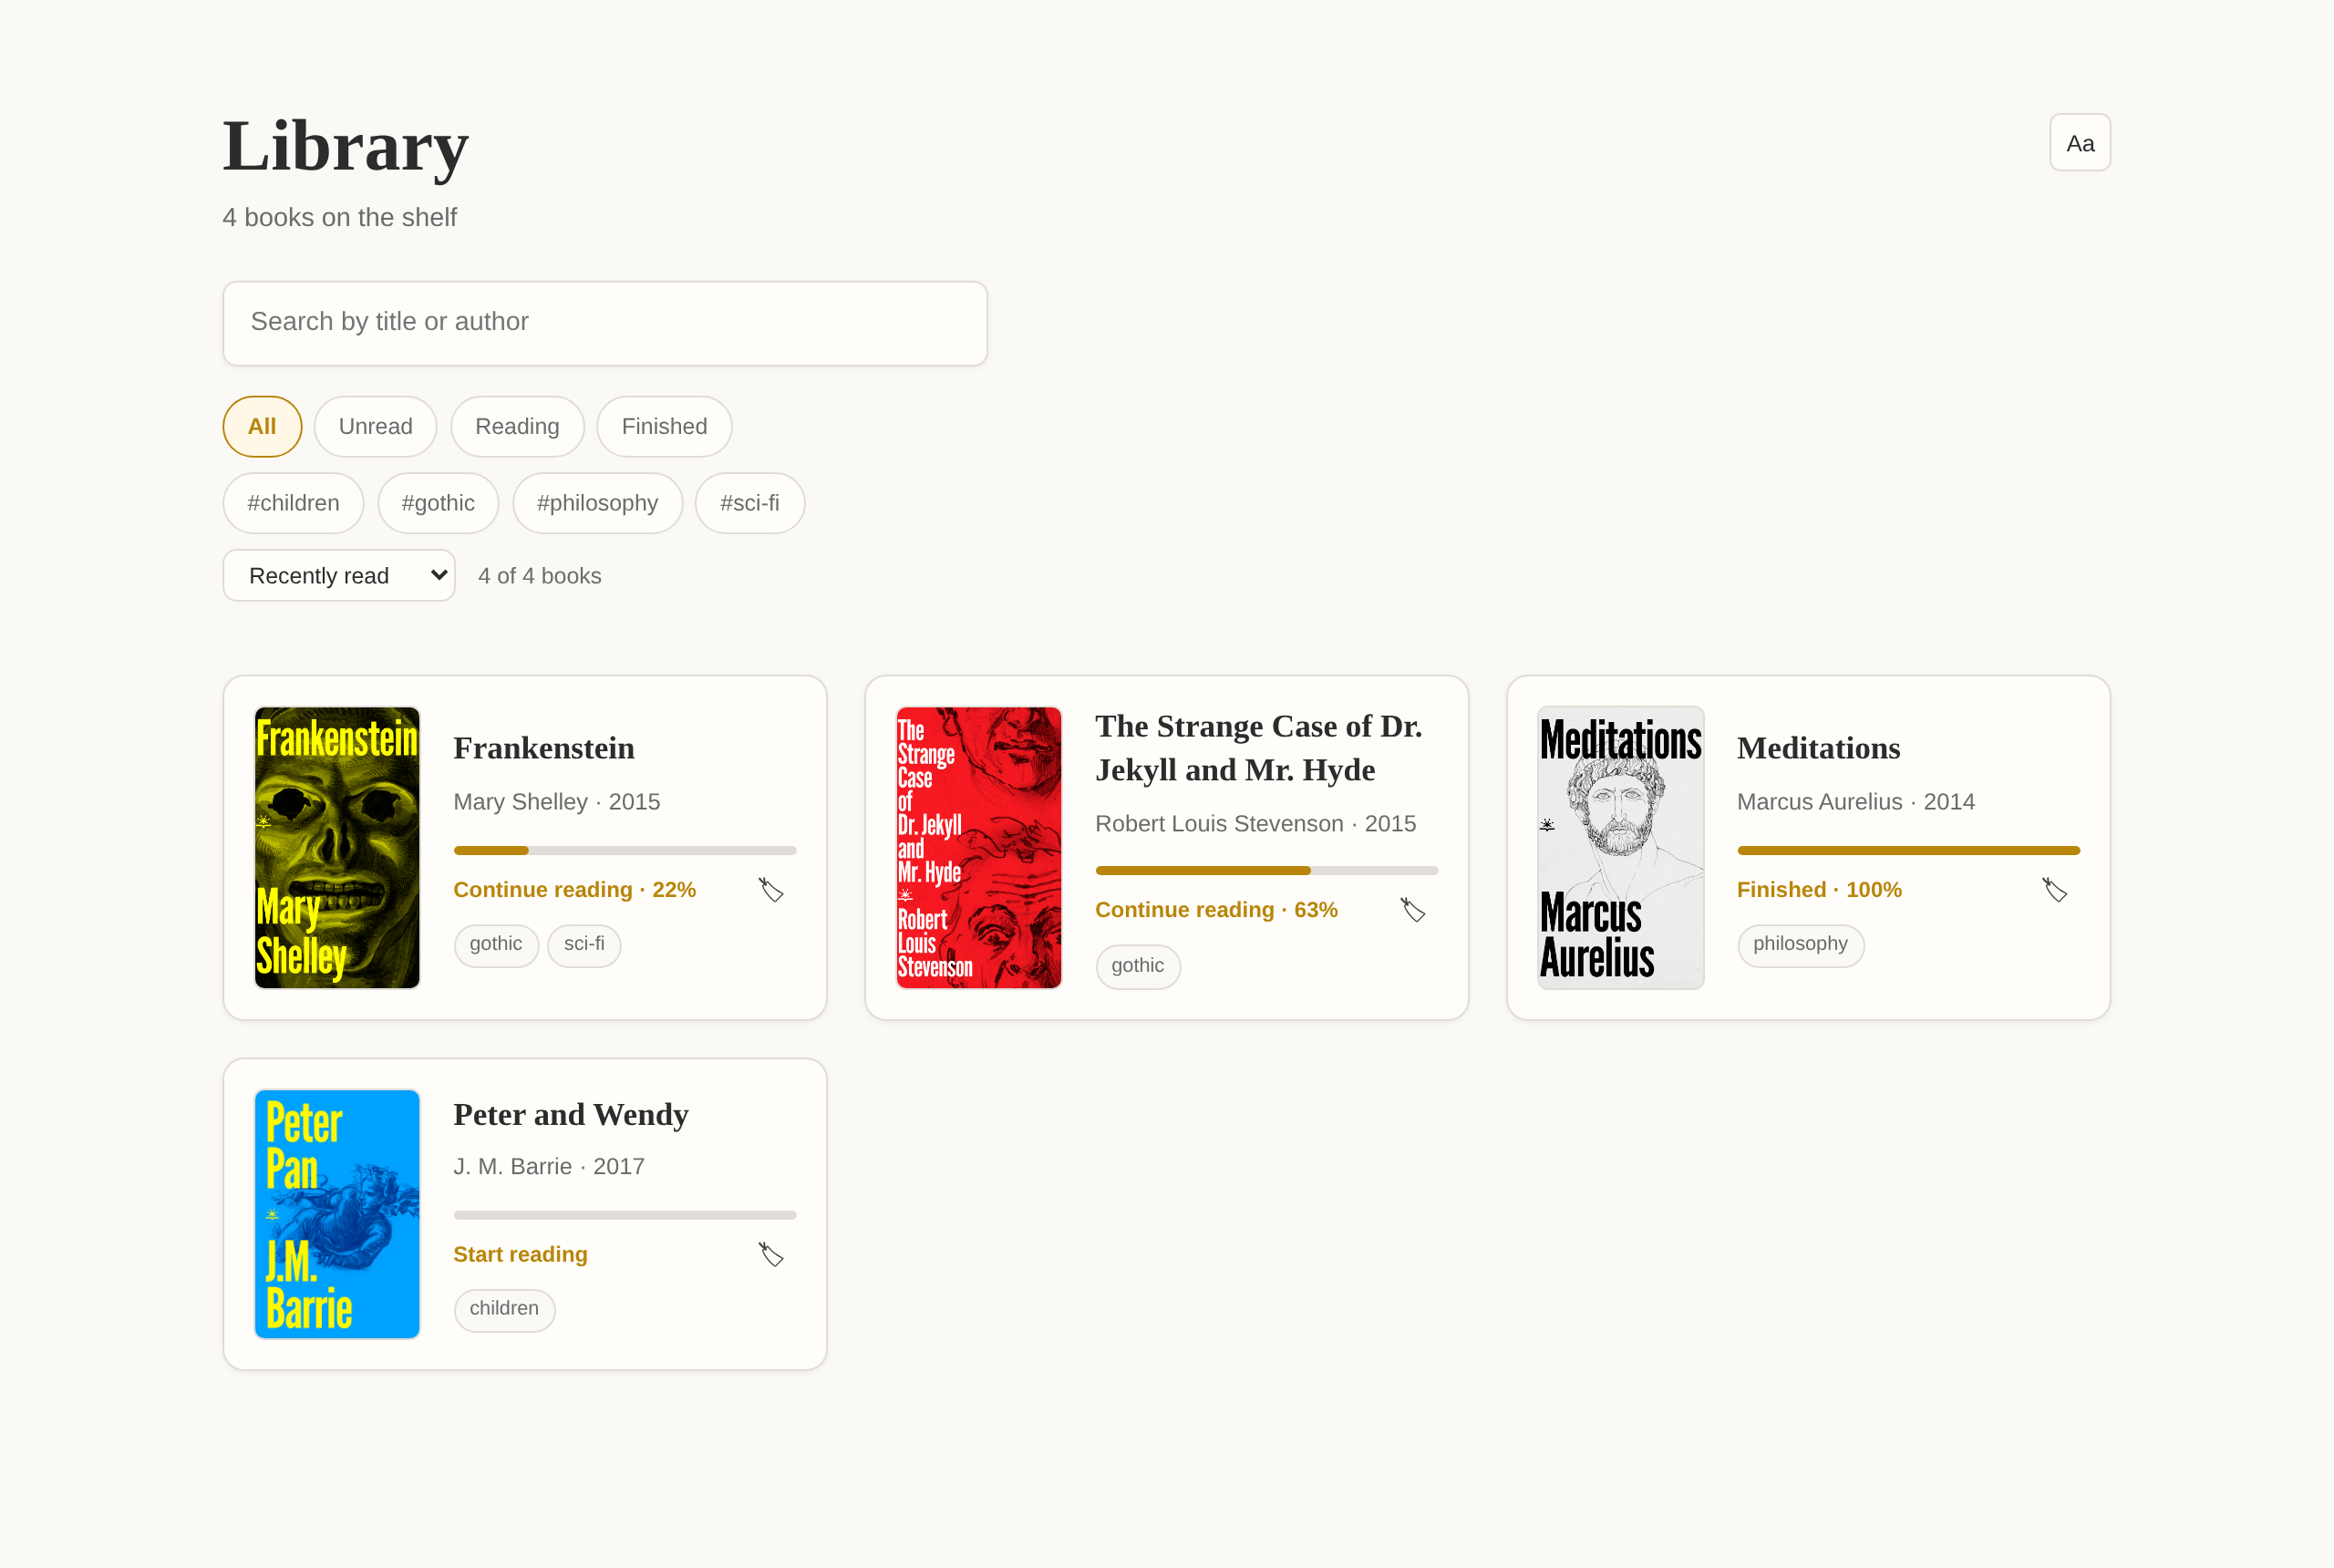 Library
Aa
4 books on the shelf
Search by title or author
All
Unread
Reading
Finished
#children
#gothic
#philosophy
#sci-fi
Recently read
4 of 4 books
Frankenstein
Mary
Shelley
Frankenstein
Mary Shelley · 2015
Continue reading · 22%
gothic
sci-fi
The
Strange
Case
of
Dr. Jekyll
and
Mr. Hyde
Robert
Louis
Stevenson
The Strange Case of Dr.
Jekyll and Mr. Hyde
Robert Louis Stevenson · 2015
Continue reading · 63%
gothic
Meditations
Marcus
Aurelius
Meditations
Marcus Aurelius · 2014
Finished · 100%
philosophy
Peter
Pan
J.M.
Barrie
Peter and Wendy
J. M. Barrie · 2017
Start reading
children